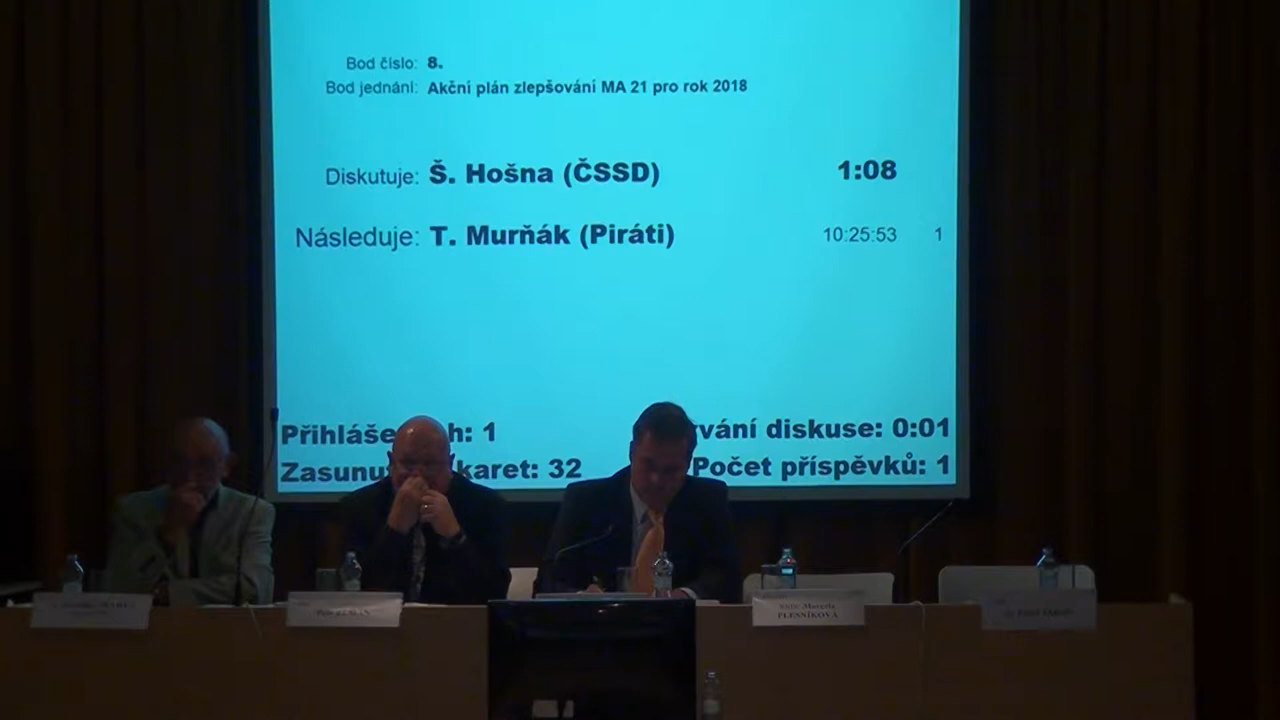 Bod číslo: 8.
Bod jednání: Akční plán zlepšování MA 21 pro rok 2018
Diskutuje: Š. Hošna (ČSSD) 1:08
Následuje: T. Murňák (Piráti) 10:25:53 1
Přihláše h: 1 vání diskuse: 0:01
Zasunu karet: 32 Počet příspěvků: 1
Marcela
PLESNÍKOVÁ